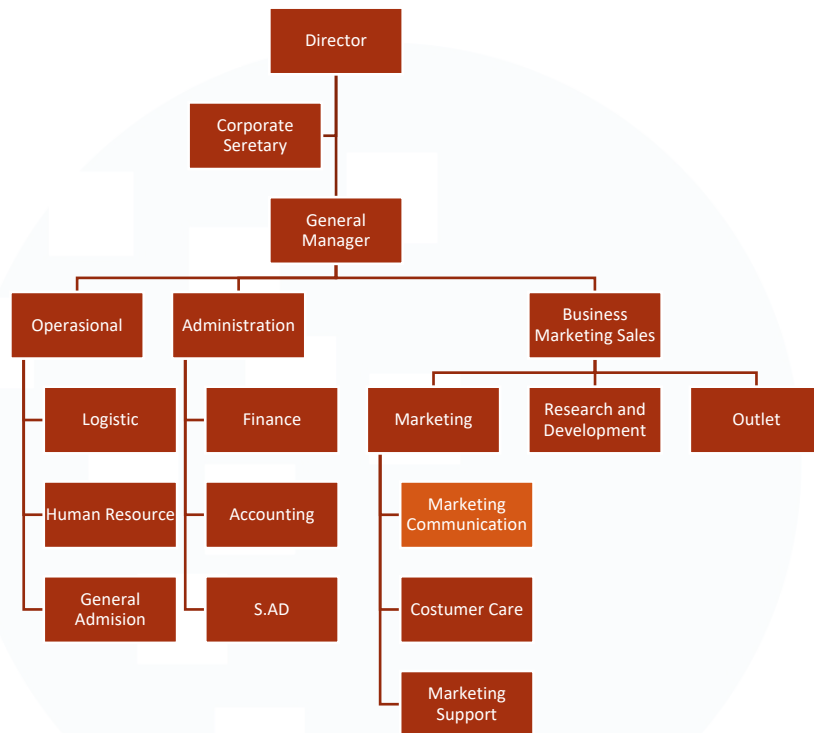 Director
Corporate
Seretary
General
Manager
Operasional
Administration
Business
Marketing Sales
Logistic
Finance
Marketing
Research and
Development
Outlet
Human Resource
Accounting
Marketing
Communication
General
Admision
S.AD
Costumer Care
Marketing
Support